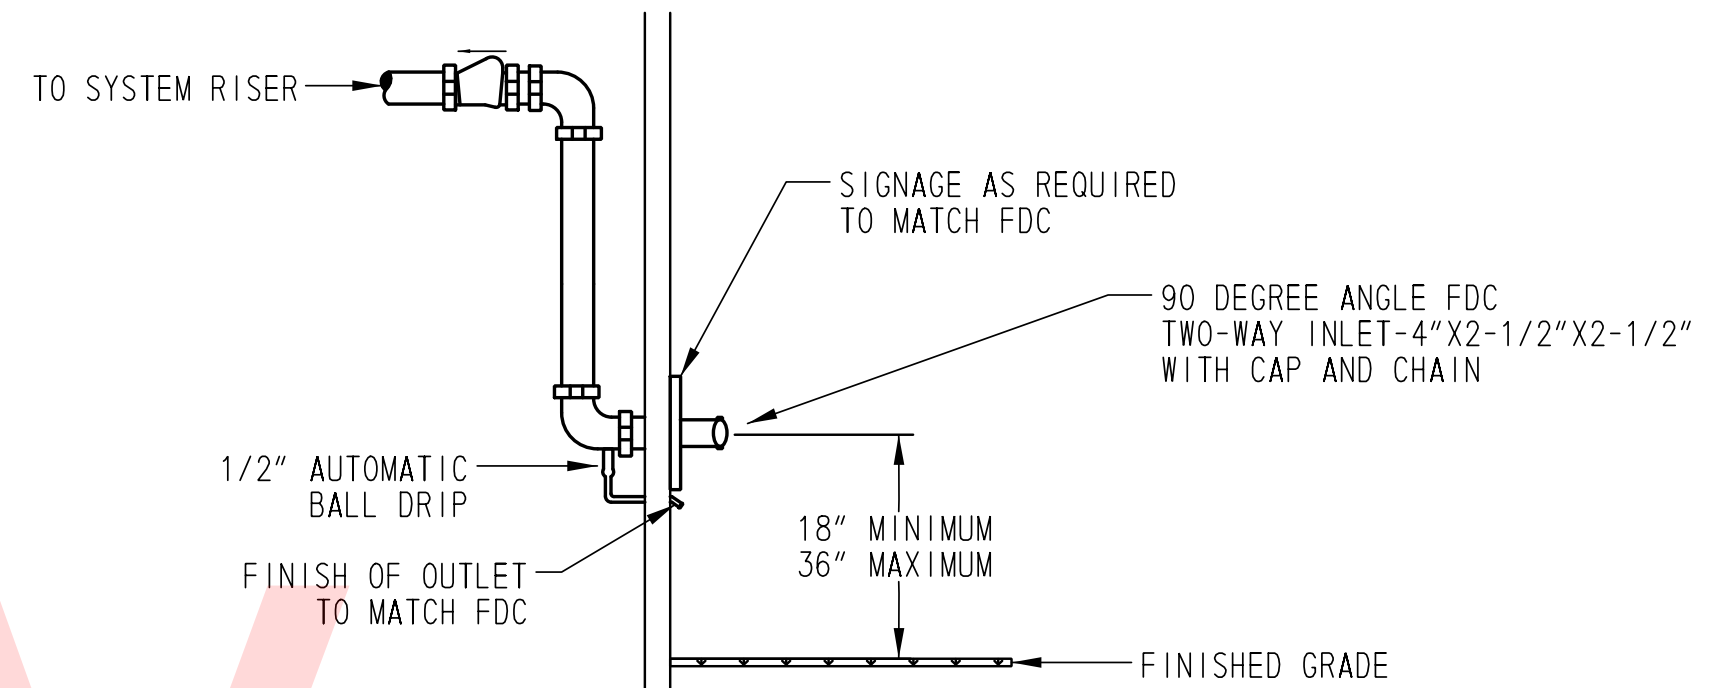 TO SYSTEM RISER
SIGNAGE AS REQUIRED
TO MATCH FDC
90 DEGREE ANGLE FDC
TWO-WAY INLET-4"X2-1/2"X2-1/2"
WITH CAP AND CHAIN
1/2" AUTOMATIC
BALL DRIP
18" MINIMUM
36" MAXIMUM
FINISH OF OUTLET
TO MATCH FDC
FINISHED GRADE